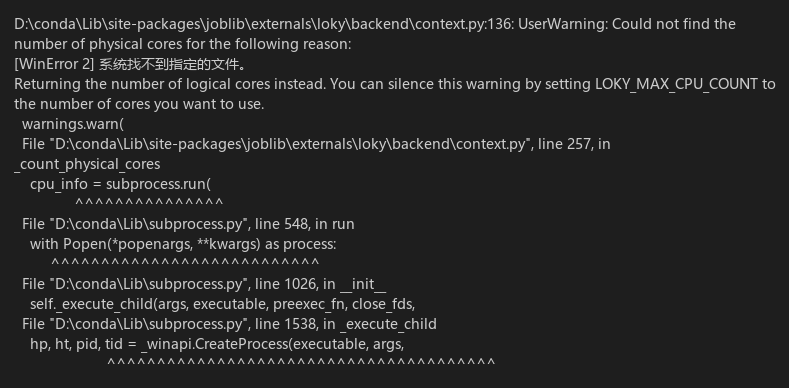 D:\conda\Lib\site-packages\joblib\externals\loky\backend\context.py:136: UserWarning: Could not find the
number of physical cores for the following reason:
[WinError 2] 系统找不到指定的文件。
Returning the number of logical cores instead. You can silence this warning by setting LOKY_MAX_CPU_COUNT to
the number of cores you want to use.
  warnings.warn(
  File "D:\conda\Lib\site-packages\joblib\externals\loky\backend\context.py", line 257, in
_count_physical_cores
    cpu_info = subprocess.run(
               ^^^^^^^^^^^^^^^
  File "D:\conda\Lib\subprocess.py", line 548, in run
    with Popen(*popenargs, **kwargs) as process:
         ^^^^^^^^^^^^^^^^^^^^^^^^^^^
  File "D:\conda\Lib\subprocess.py", line 1026, in __init__
    self._execute_child(args, executable, preexec_fn, close_fds,
  File "D:\conda\Lib\subprocess.py", line 1538, in _execute_child
    hp, ht, pid, tid = _winapi.CreateProcess(executable, args,
                       ^^^^^^^^^^^^^^^^^^^^^^^^^^^^^^^^^^^^^^^